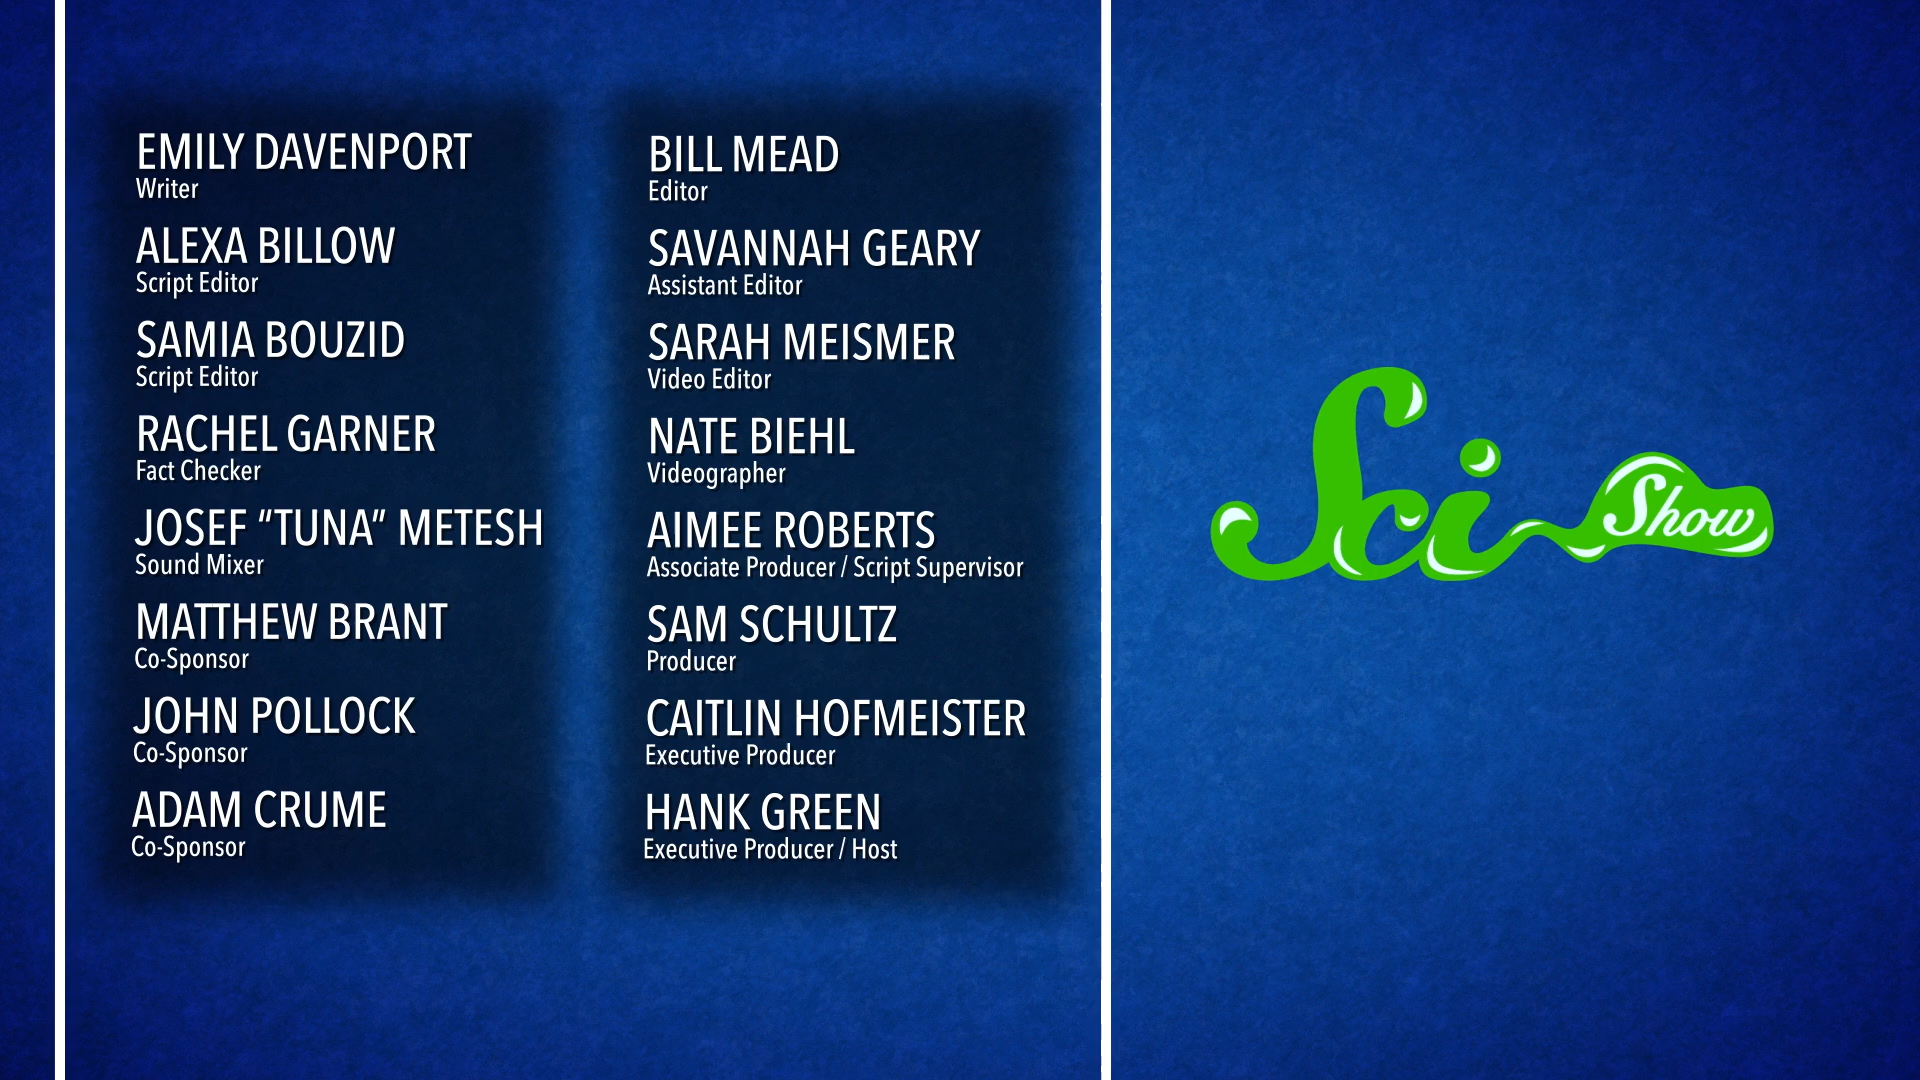 EMILY DAVENPORT
Writer
ALEXA BILLOW
Script Editor
SAMIA BOUZID
Script Editor
RACHEL GARNER
Fact Checker
JOSEF “TUNA” METESH
Sound Mixer
MATTHEW BRANT
Co-Sponsor
JOHN POLLOCK
Co-Sponsor
ADAM CRUME
Co-Sponsor
BILL MEAD
Editor
SAVANNAH GEARY
Assistant Editor
SARAH MEISMER
Video Editor
NATE BIEHL
Videographer
AIMEE ROBERTS
Associate Producer / Script Supervisor
SAM SCHULTZ
Producer
CAITLIN HOFMEISTER
Executive Producer
HANK GREEN
Executive Producer / Host
Sci Show